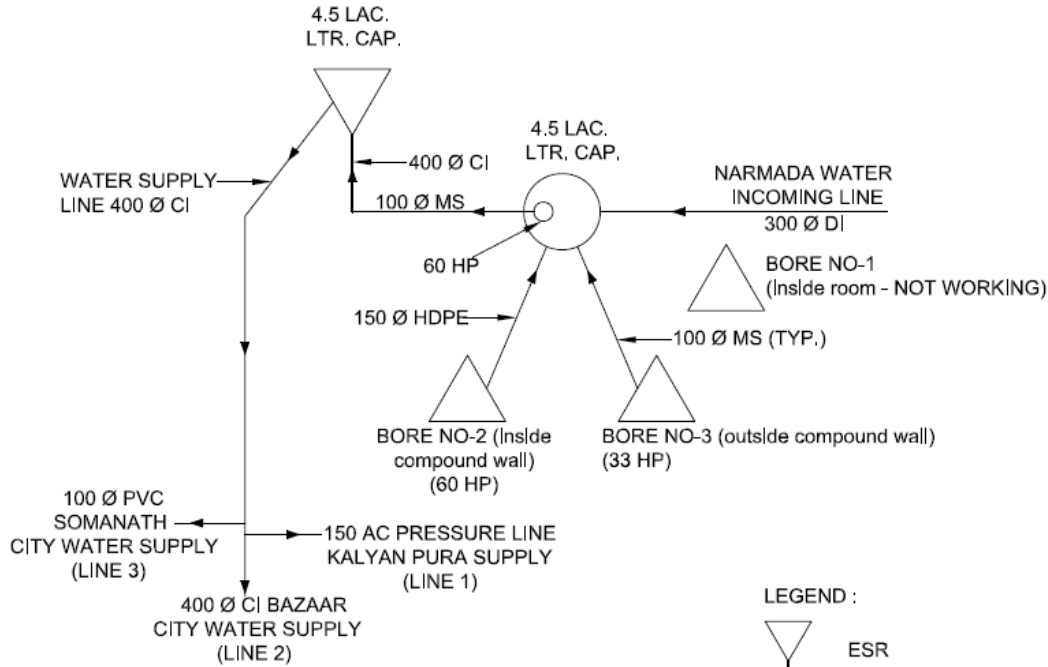 4.5 LAC.
LTR. CAP.
4.5 LAC.
LTR. CAP.
400 Ø CI
NARMADA WATER
INCOMING LINE
300 Ø DI
WATER SUPPLY
LINE 400 Ø CI
100 Ø MS
60 HP
BORE NO-1
(Inside room - NOT WORKING)
150 Ø HDPE
100 Ø MS (TYP.)
BORE NO-2 (Inside
compound wall)
(60 HP)
BORE NO-3 (outside compound wall)
(33 HP)
100 Ø PVC
SOMANATH
CITY WATER SUPPLY
(LINE 3)
150 AC PRESSURE LINE
KALYAN PURA SUPPLY
(LINE 1)
400 Ø CI BAZAAR
CITY WATER SUPPLY
(LINE 2)
LEGEND :
ESR